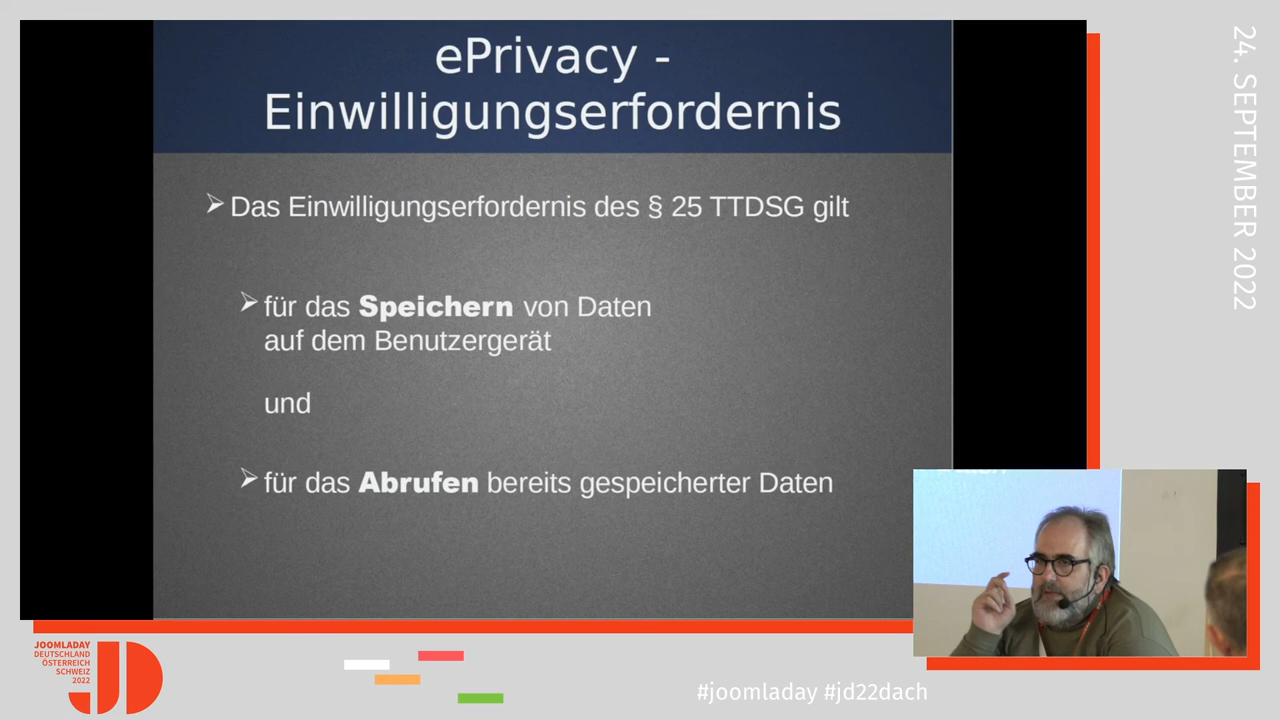 ePrivacy -
Einwilligungserfordernis
➢ Das Einwilligungserfordernis des § 25 TTDSG gilt
➢ für das Speichern von Daten
auf dem Benutzergerät
und
➢ für das Abrufen bereits gespeicherter Daten
24. SEPTEMBER 2022
JOOMLADAY
DEUTSCHLAND
ÖSTERREICH
SCHWEIZ
2022
JD
#joomladay #jd22dach